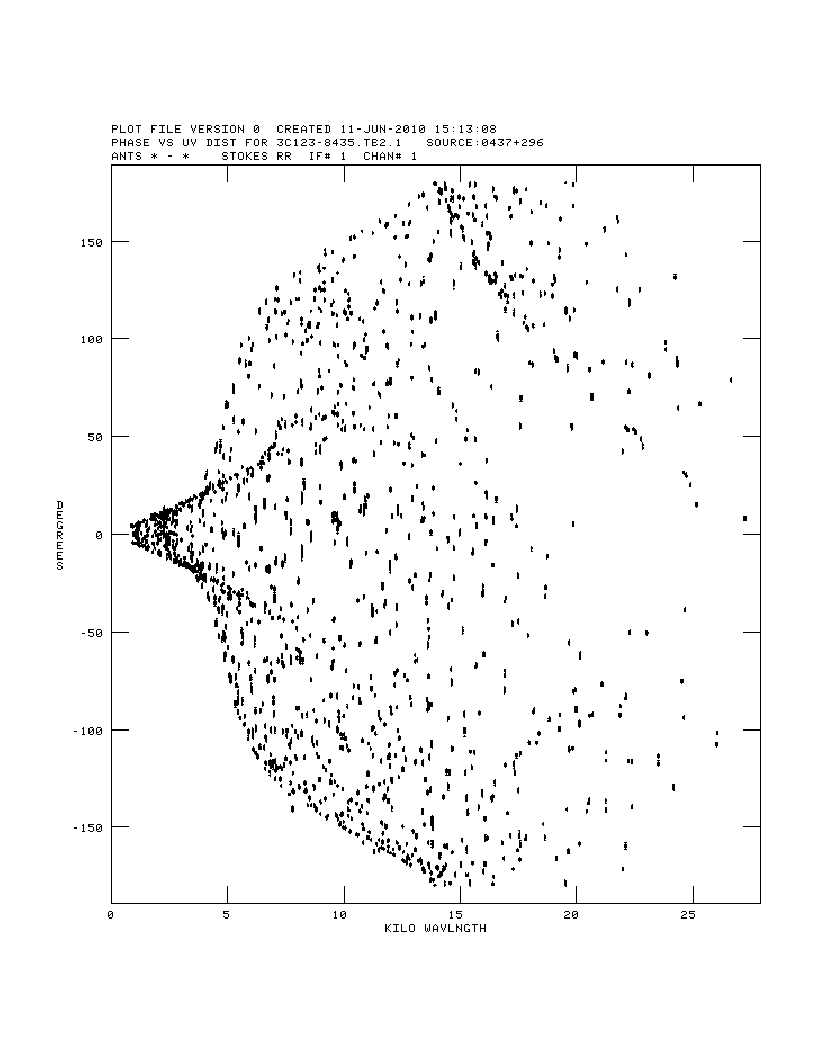 PLOT FILE VERSION 0  CREATED 11-JUN-2010 15:13:08
PHASE VS UV DIST FOR 3C123-8435.TB2.1   SOURCE:0437+296
ANTS * - *    STOKES RR  IF# 1  CHAN# 1
150
100
50
0
-50
-100
-150
DEGREES
0 5 10 15 20 25
KILO WAVLNGTH